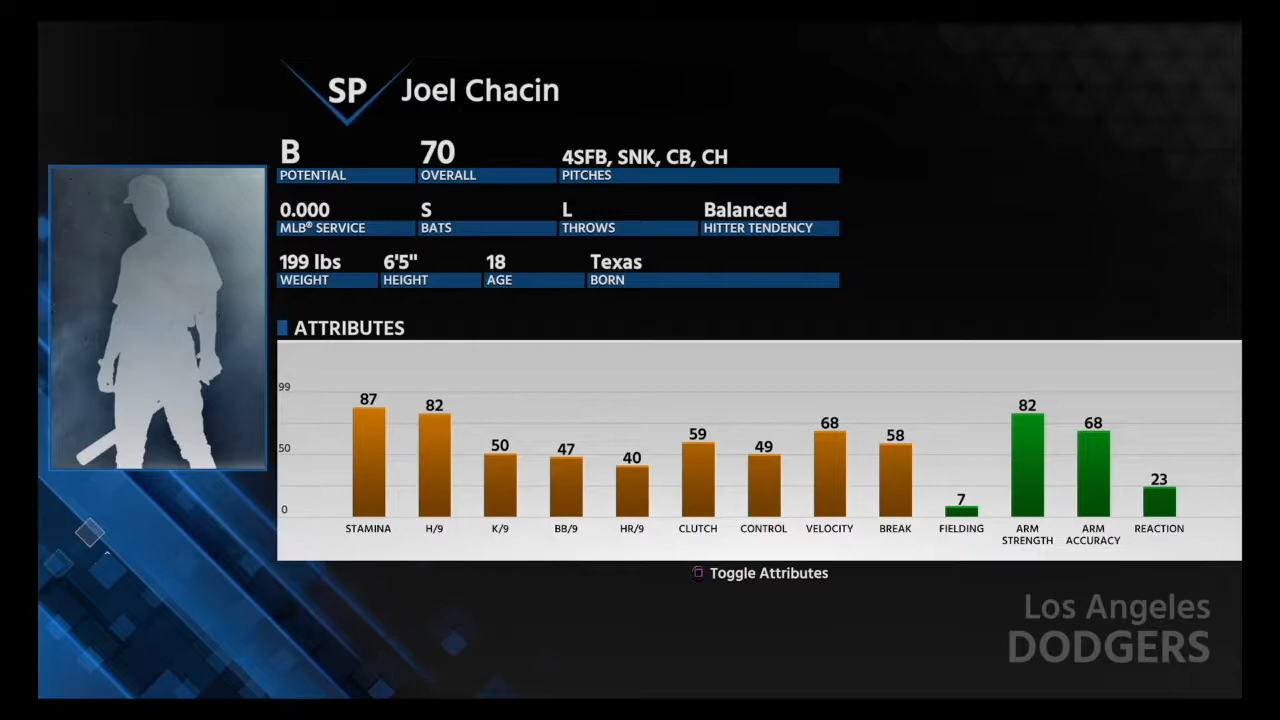 SP Joel Chacin
B 70 4SFB, SNK, CB, CH
POTENTIAL OVERALL PITCHES
0.000 S L Balanced
MLB® SERVICE BATS THROWS HITTER TENDENCY
199 lbs 6'5" 18 Texas
WEIGHT HEIGHT AGE BORN
ATTRIBUTES
99
50
0
87 82 50 47 40 59 49 68 58 7 82 68 23
STAMINA H/9 K/9 BB/9 HR/9 CLUTCH CONTROL VELOCITY BREAK FIELDING ARM STRENGTH ARM ACCURACY REACTION
Toggle Attributes
Los Angeles
DODGERS